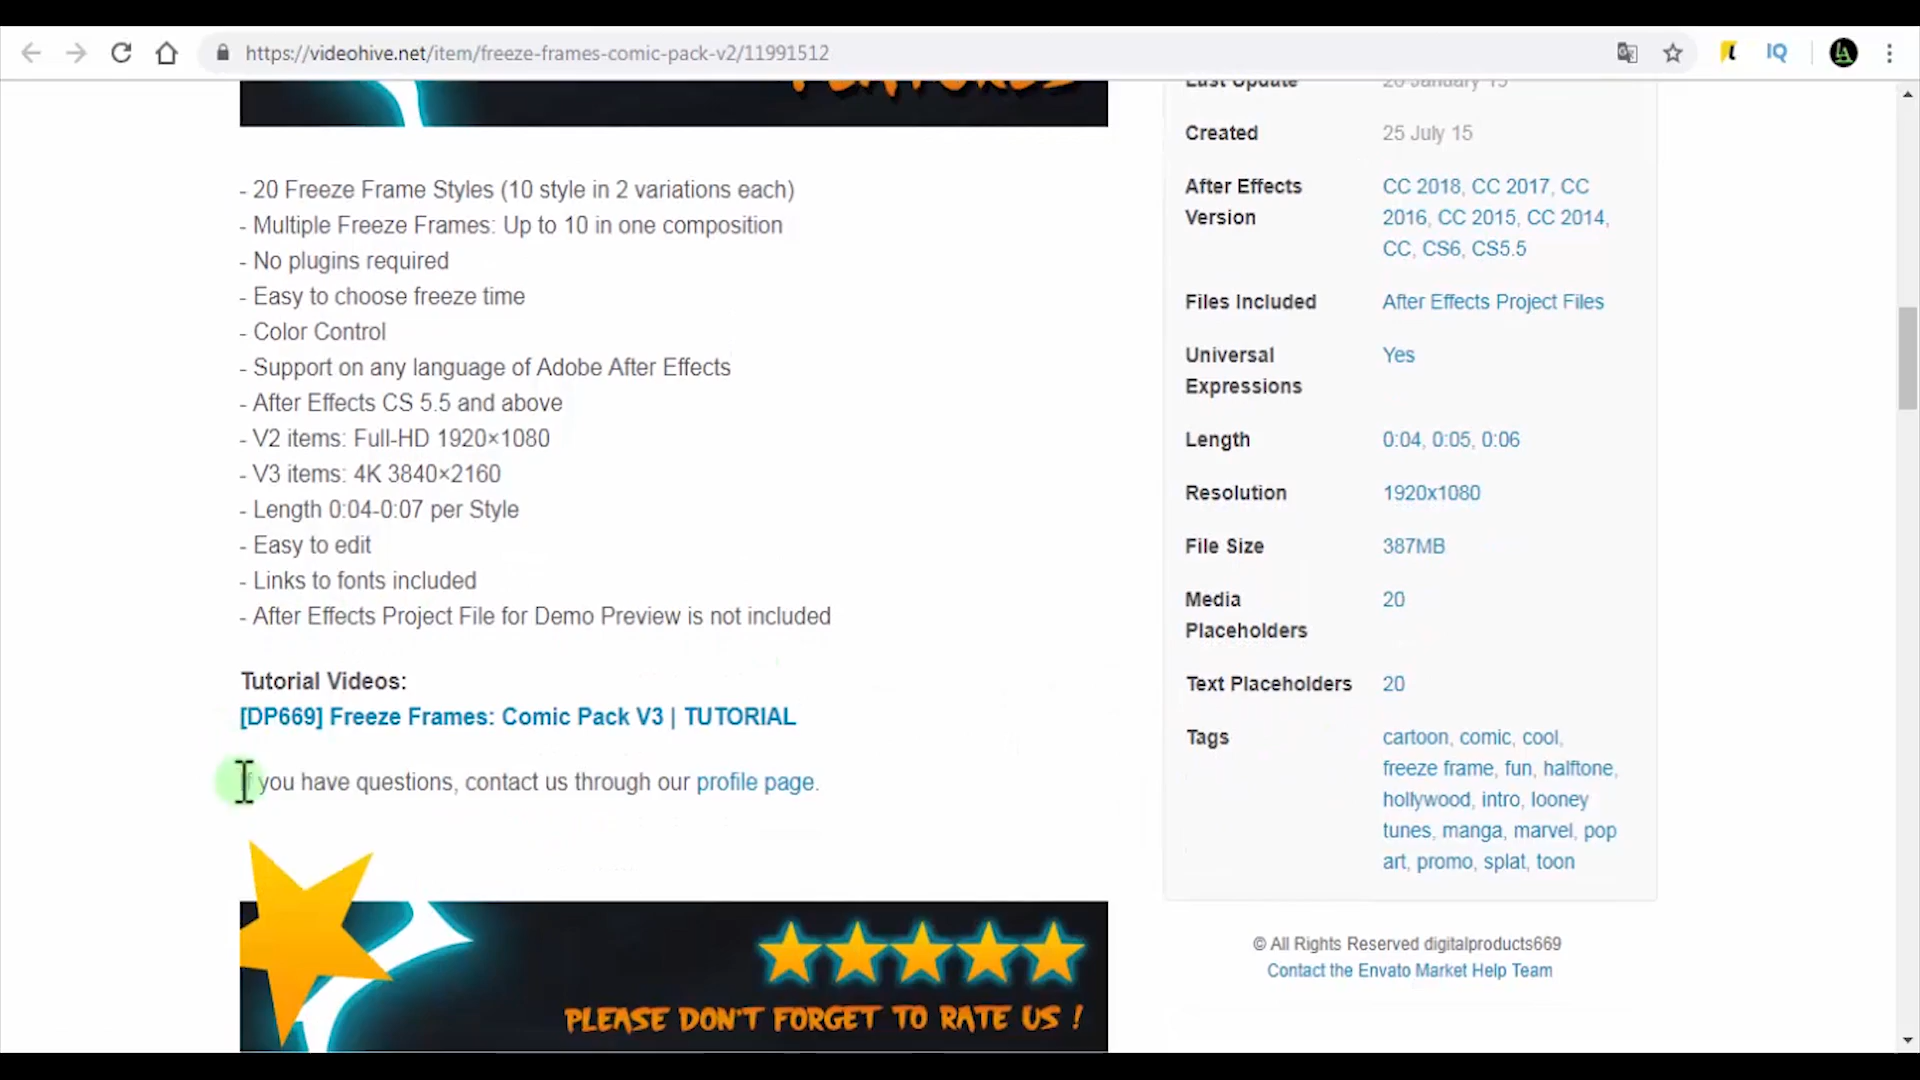 https://videohive.net/item/freeze-frames-comic-pack-v2/11991512
IQ
FEATURES
- 20 Freeze Frame Styles (10 style in 2 variations each)
- Multiple Freeze Frames: Up to 10 in one composition
- No plugins required
- Easy to choose freeze time
- Color Control
- Support on any language of Adobe After Effects
- After Effects CS 5.5 and above
- V2 items: Full-HD 1920×1080
- V3 items: 4K 3840×2160
- Length 0:04-0:07 per Style
- Easy to edit
- Links to fonts included
- After Effects Project File for Demo Preview is not included
Tutorial Videos:
[DP669] Freeze Frames: Comic Pack V3 | TUTORIAL
If you have questions, contact us through our profile page.
PLEASE DON'T FORGET TO RATE US !
Last Update
Created 25 July 15
After Effects CC 2018, CC 2017, CC
Version 2016, CC 2015, CC 2014,
CC, CS6, CS5.5
Files Included After Effects Project Files
Universal Yes
Expressions
Length 0:04, 0:05, 0:06
Resolution 1920x1080
File Size 387MB
Media 20
Placeholders
Text Placeholders 20
Tags cartoon, comic, cool,
freeze frame, fun, halftone,
hollywood, intro, looney
tunes, manga, marvel, pop
art, promo, splat, toon
© All Rights Reserved digitalproducts669
Contact the Envato Market Help Team